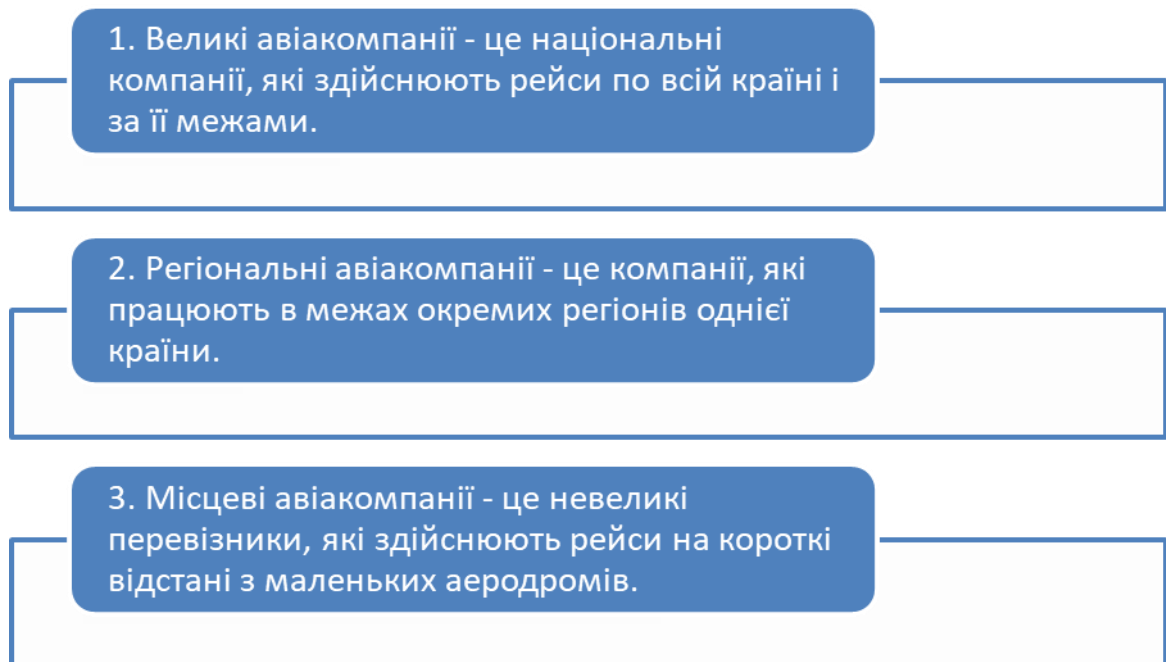 1. Великі авіакомпанії - це національні
компанії, які здійснюють рейси по всій країні і
за її межами.
2. Регіональні авіакомпанії - це компанії, які
працюють в межах окремих регіонів однієї
країни.
3. Місцеві авіакомпанії - це невеликі
перевізники, які здійснюють рейси на короткі
відстані з маленьких аеродромів.